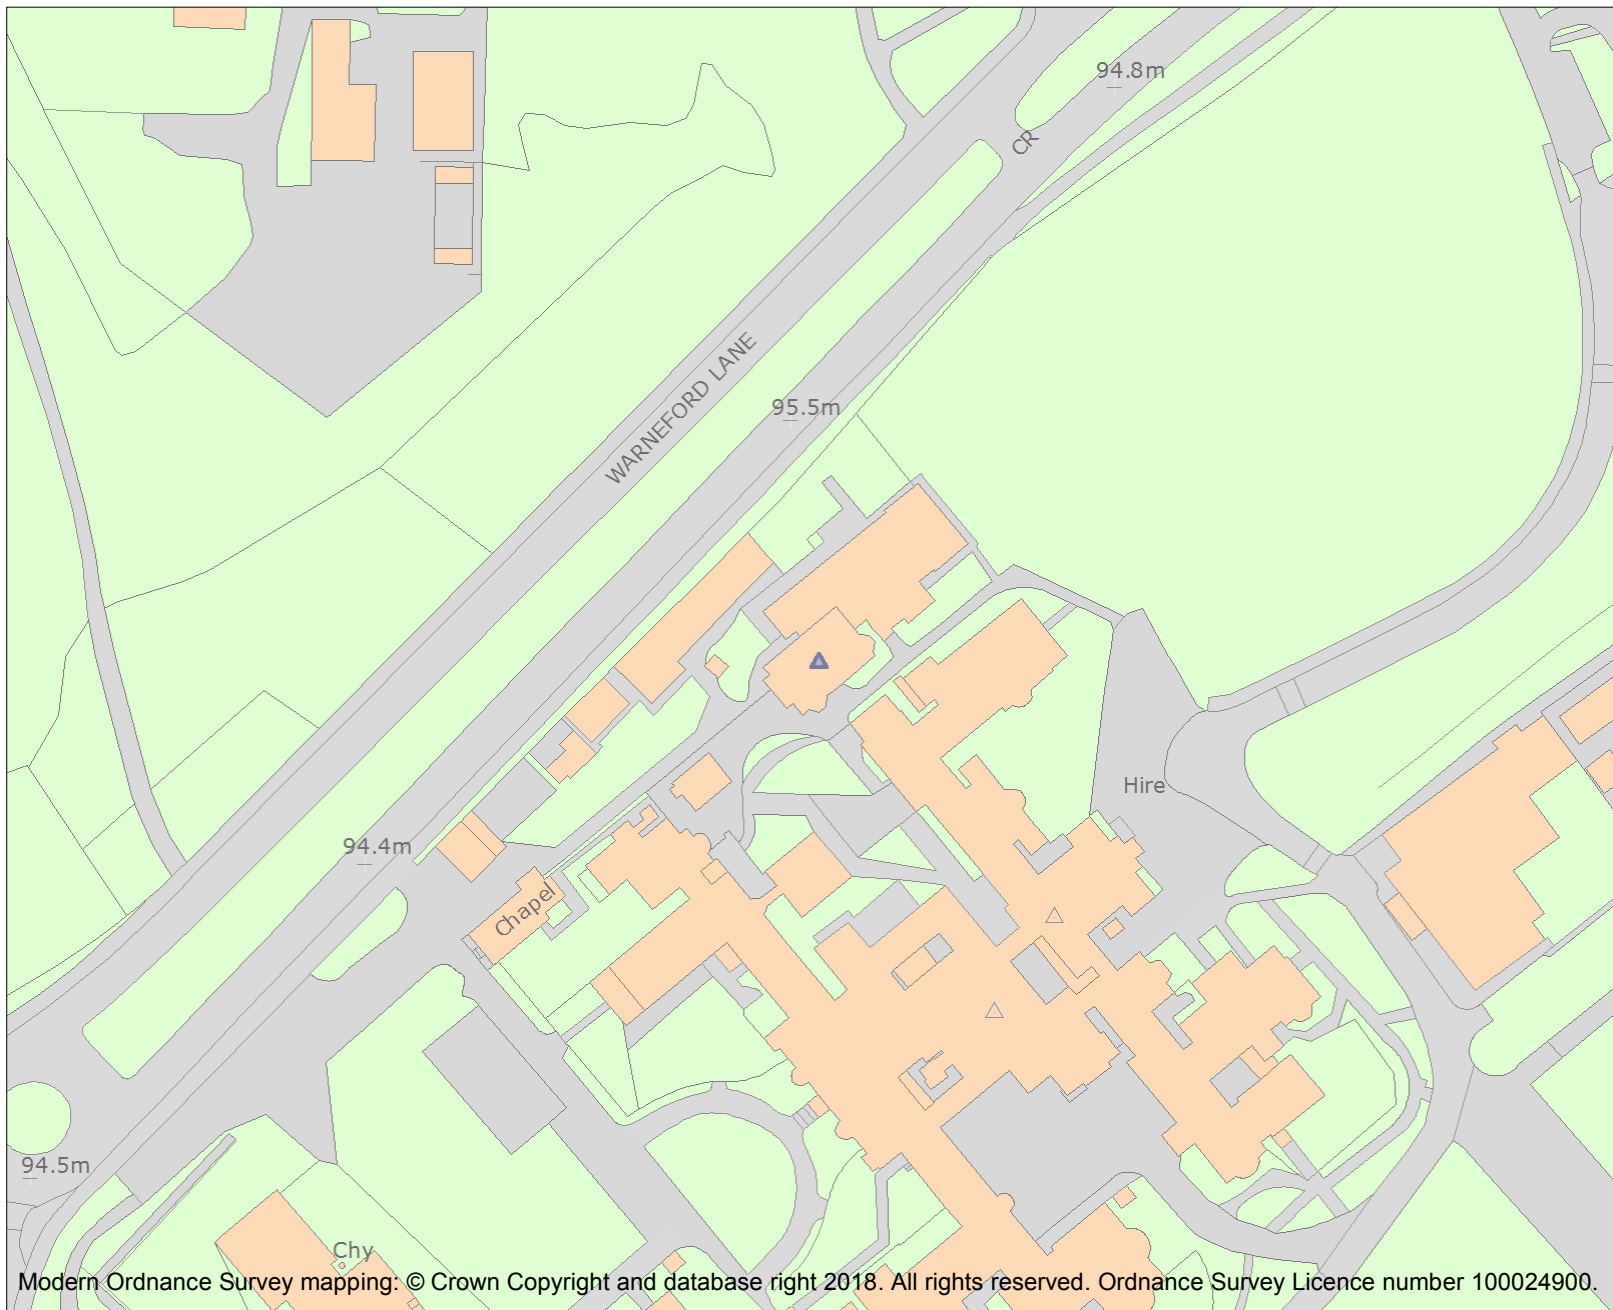 94.8m
CR
WARNEFORD LANE
95.5m
Hire
94.4m
Chapel
94.5m
Chy
Modern Ordnance Survey mapping: © Crown Copyright and database right 2018. All rights reserved. Ordnance Survey Licence number 100024900.